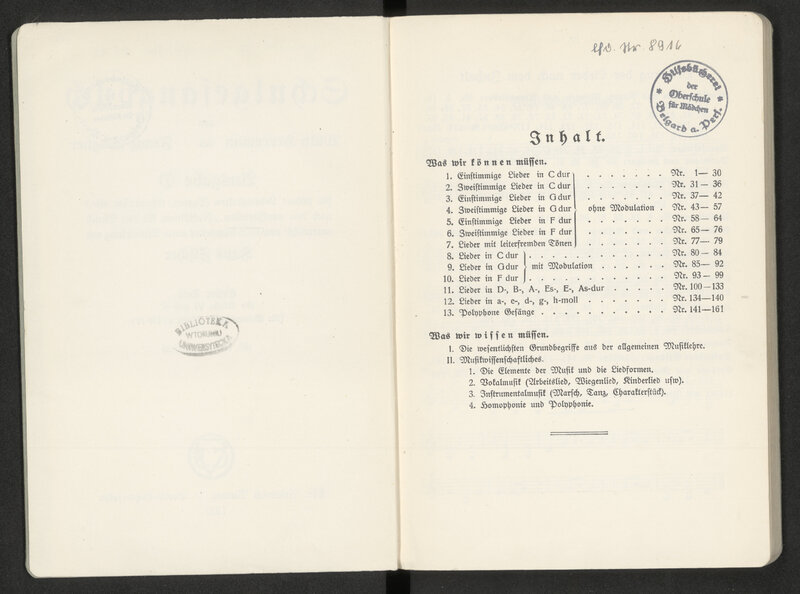 Nr 8916
Hilfsbücherei
der
Oberschule
für Mädchen
Belgard a. Pers.
BIBLIOTEKA
W TORUNIU
UNIWERSYTECKA
Inhalt.
Was wir können müssen.
1. Einstimmige Lieder in C dur . . . . . . . Nr. 1— 30
2. Zweistimmige Lieder in C dur . . . . . . . Nr. 31— 36
3. Einstimmige Lieder in G dur . . . . . . . Nr. 37— 42
4. Zweistimmige Lieder in G dur ohne Modulation . Nr. 43— 57
5. Einstimmige Lieder in F dur . . . . . . . Nr. 58— 64
6. Zweistimmige Lieder in F dur . . . . . . . Nr. 65— 76
7. Lieder mit leiterfremden Tönen . . . . . . . Nr. 77— 79
8. Lieder in C dur . . . . . . . . . . . Nr. 80— 84
9. Lieder in G dur mit Modulation . . . . . Nr. 85— 92
10. Lieder in F dur . . . . . . . . . . . Nr. 93— 99
11. Lieder in D-, B-, A-, Es-, E-, As-dur . . . . . Nr. 100—133
12. Lieder in a-, e-, d-, g-, h-moll . . . . . . . Nr. 134—140
13. Polyphone Gesänge . . . . . . . . . . Nr. 141—161
Was wir wissen müssen.
I. Die wesentlichsten Grundbegriffe aus der allgemeinen Musiklehre.
II. Musikwissenschaftliches.
1. Die Elemente der Musik und die Liedformen.
2. Vokalmusik (Arbeitslied, Wiegenlied, Kinderlied usw).
3. Instrumentalmusik (Marsch, Tanz, Charakterstück).
4. Homophonie und Polyphonie.